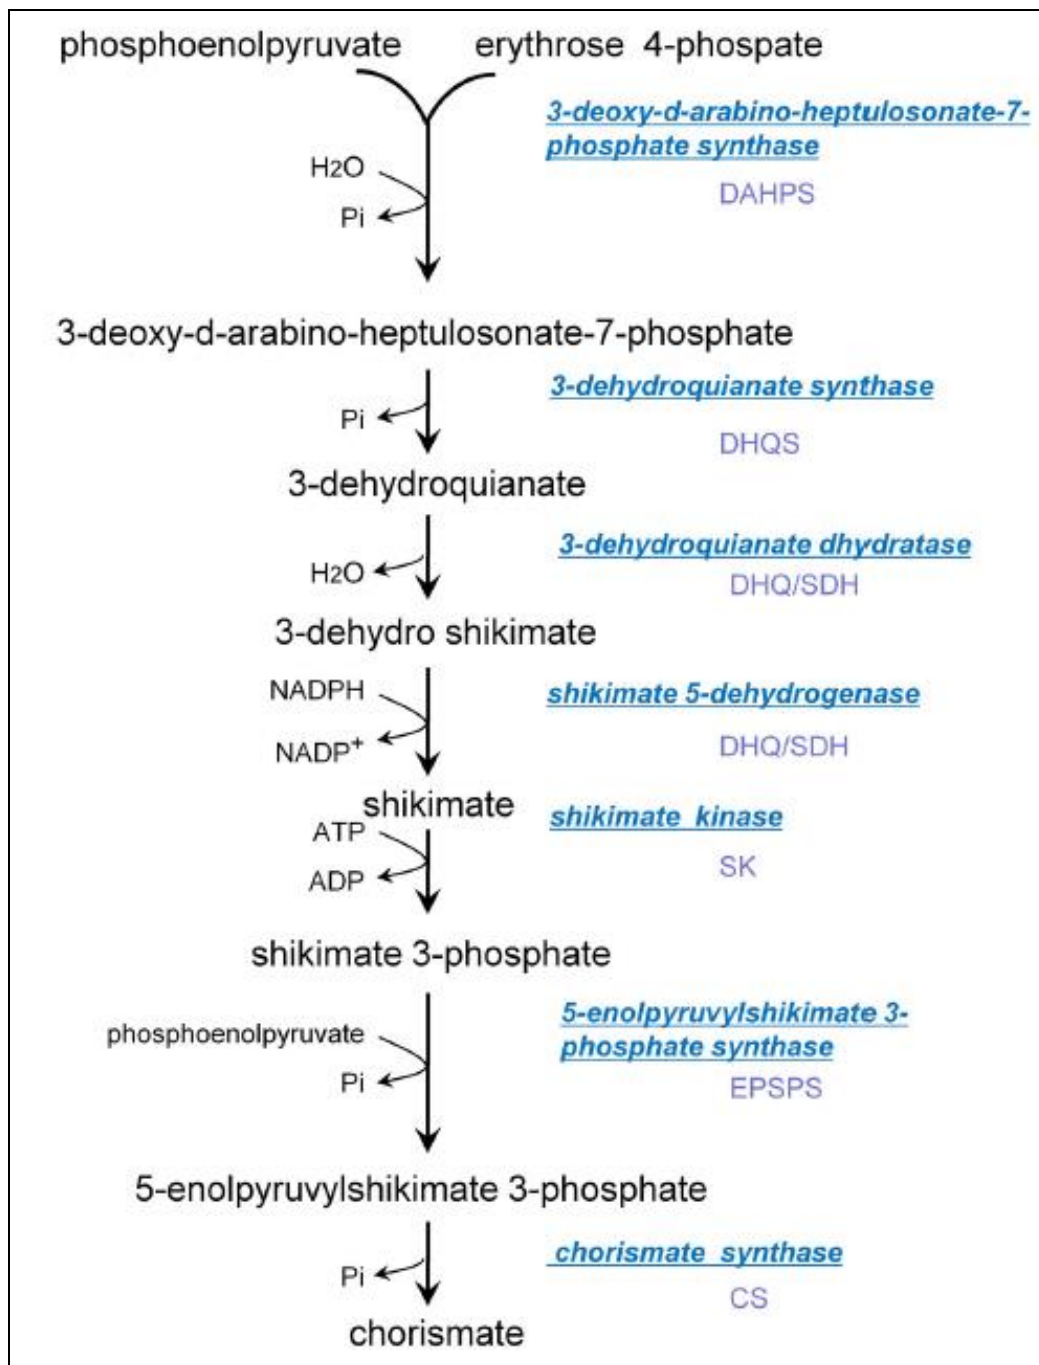 phosphoenolpyruvate erythrose 4-phospate
3-deoxy-d-arabino-heptulosonate-7-
phosphate synthase
DAHPS
H2O
Pi
3-deoxy-d-arabino-heptulosonate-7-phosphate
3-dehydroquianate synthase
Pi
DHQS
3-dehydroquianate
3-dehydroquianate dhydratase
H2O
DHQ/SDH
3-dehydro shikimate
NADPH
shikimate 5-dehydrogenase
NADP+
DHQ/SDH
shikimate
shikimate kinase
ATP
ADP
SK
shikimate 3-phosphate
5-enolpyruvylshikimate 3-
phosphate synthase
phosphoenolpyruvate
Pi
EPSPS
5-enolpyruvylshikimate 3-phosphate
chorismate synthase
Pi
CS
chorismate